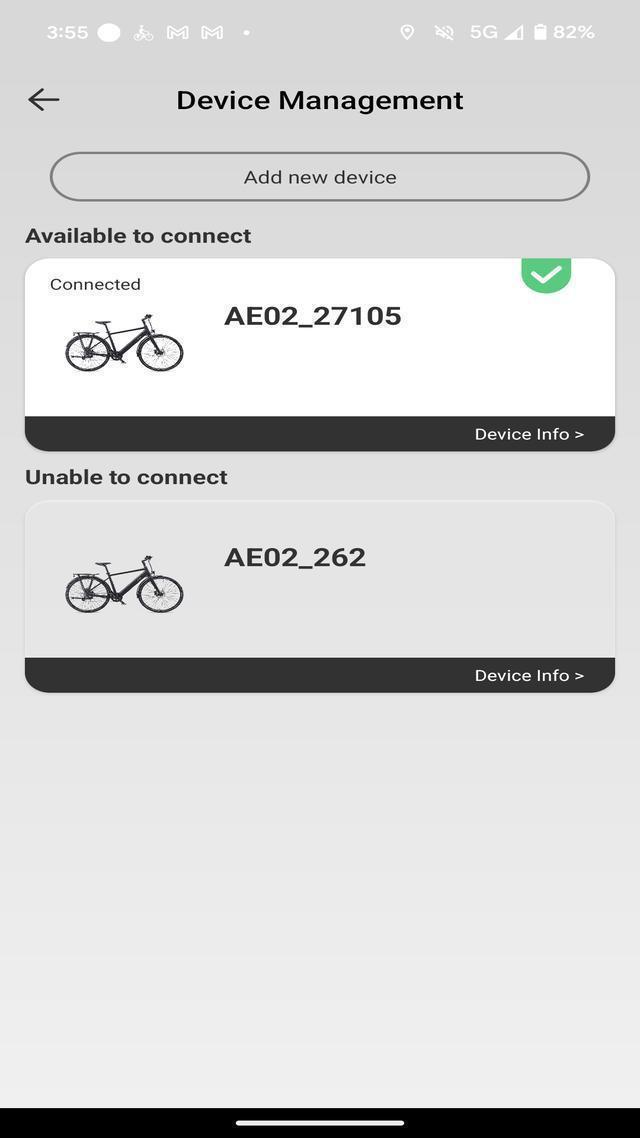 3:55 5G 82%
Device Management
Add new device
Available to connect
Connected
AE02_27105
Device Info >
Unable to connect
AE02_262
Device Info >